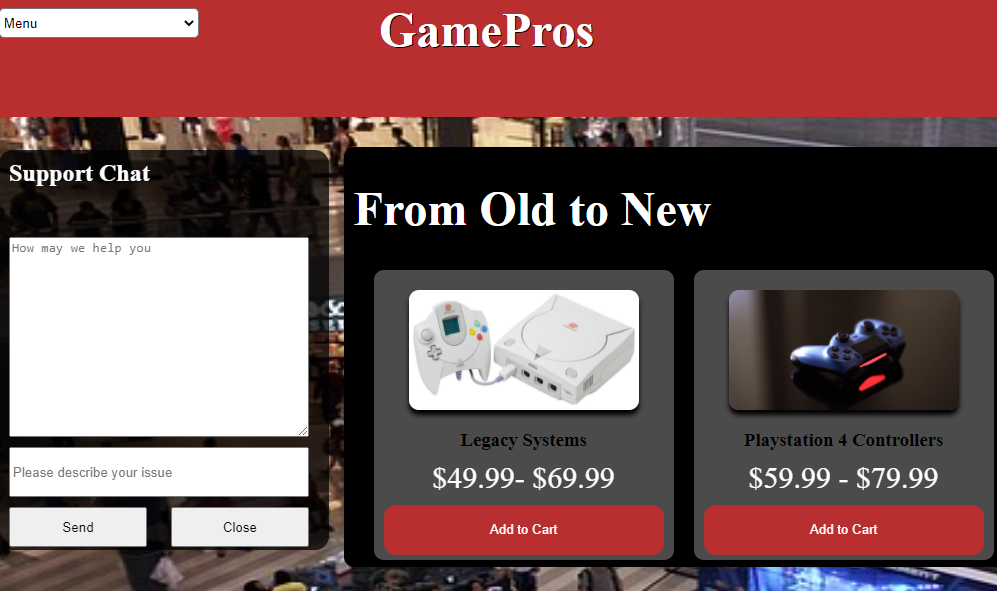 Menu
GamePros
Support Chat
How may we help you
Please describe your issue
Send
Close
From Old to New
Legacy Systems
$49.99- $69.99
Add to Cart
Playstation 4 Controllers
$59.99 - $79.99
Add to Cart